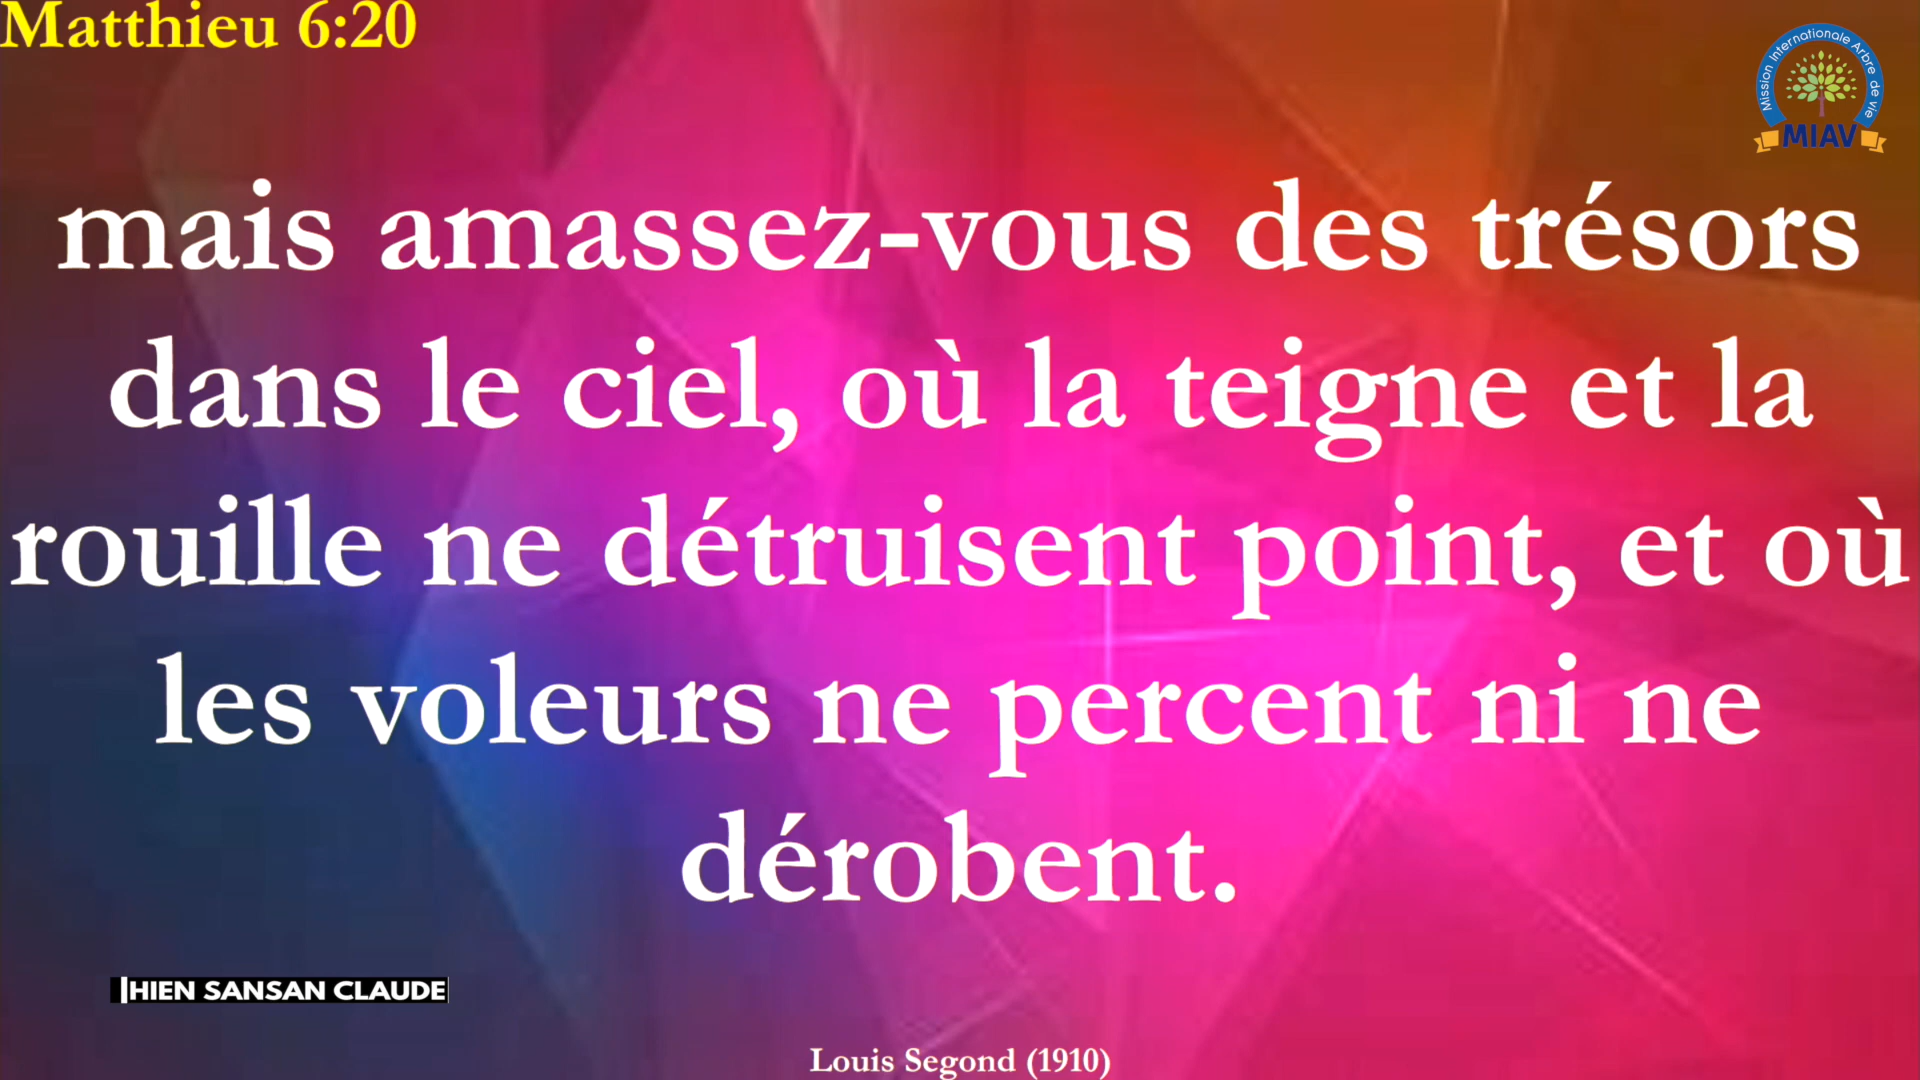 Matthieu 6:20
Mission Internationale Arbre de vie
MIAV
mais amassez-vous des trésors
dans le ciel, où la teigne et la
rouille ne détruisent point, et où
les voleurs ne percent ni ne
dérobent.
HIEN SANSAN CLAUDE
Louis Segond (1910)